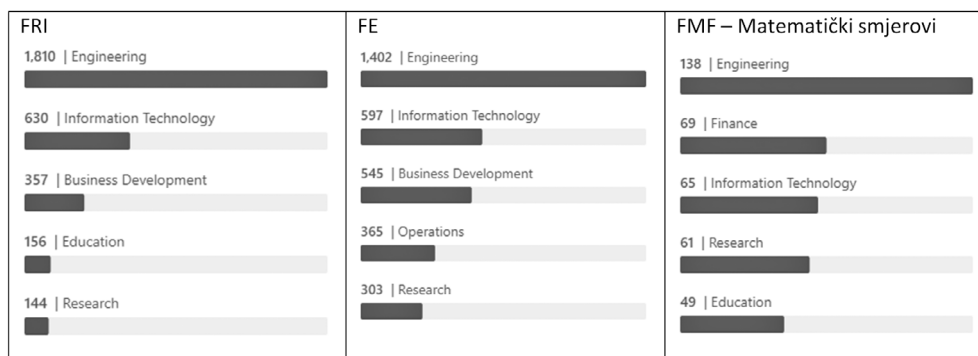 FRI
1,810 | Engineering
630 | Information Technology
357 | Business Development
156 | Education
144 | Research
FE
1,402 | Engineering
597 | Information Technology
545 | Business Development
365 | Operations
303 | Research
FMF – Matematički smjerovi
138 | Engineering
69 | Finance
65 | Information Technology
61 | Research
49 | Education